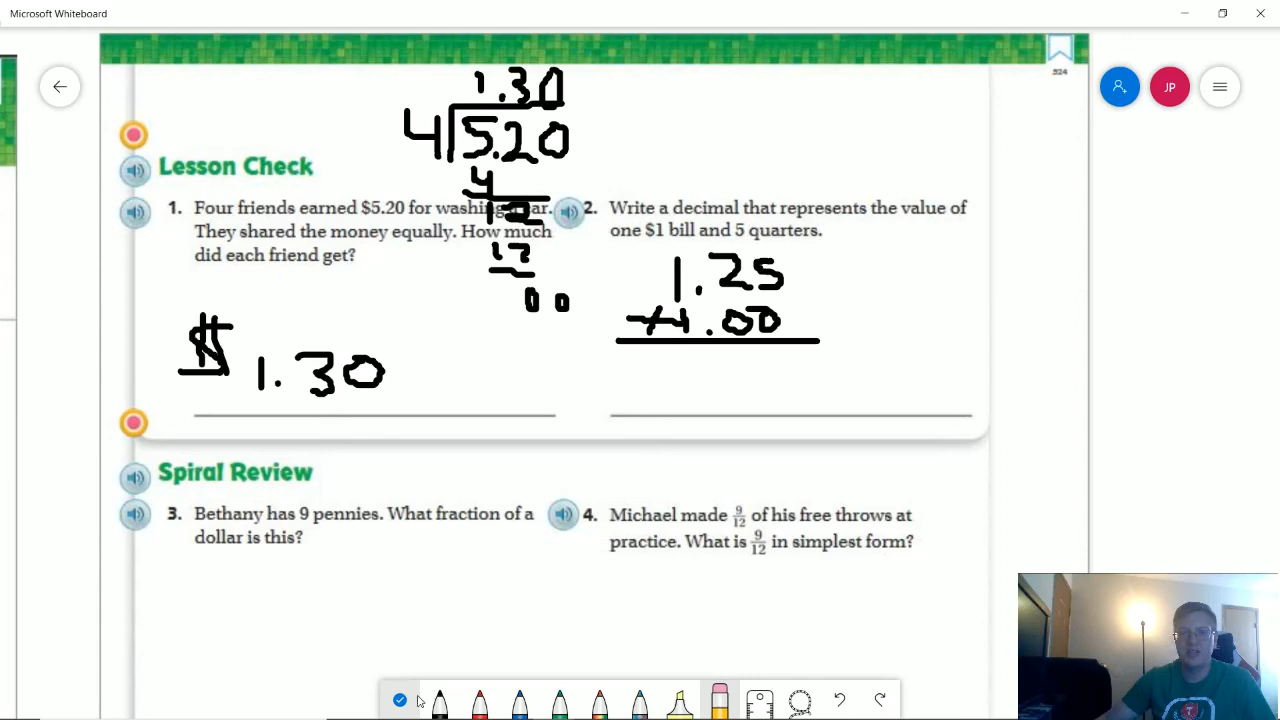 Microsoft Whiteboard
524
JP
1.30
4 5.20
4
12
12
00
Lesson Check
1. Four friends earned $5.20 for washing a car.
They shared the money equally. How much
did each friend get?
$ 1.30
2. Write a decimal that represents the value of
one $1 bill and 5 quarters.
1.25
+1.00
Spiral Review
3. Bethany has 9 pennies. What fraction of a
dollar is this?
4. Michael made 9/12 of his free throws at
practice. What is 9/12 in simplest form?